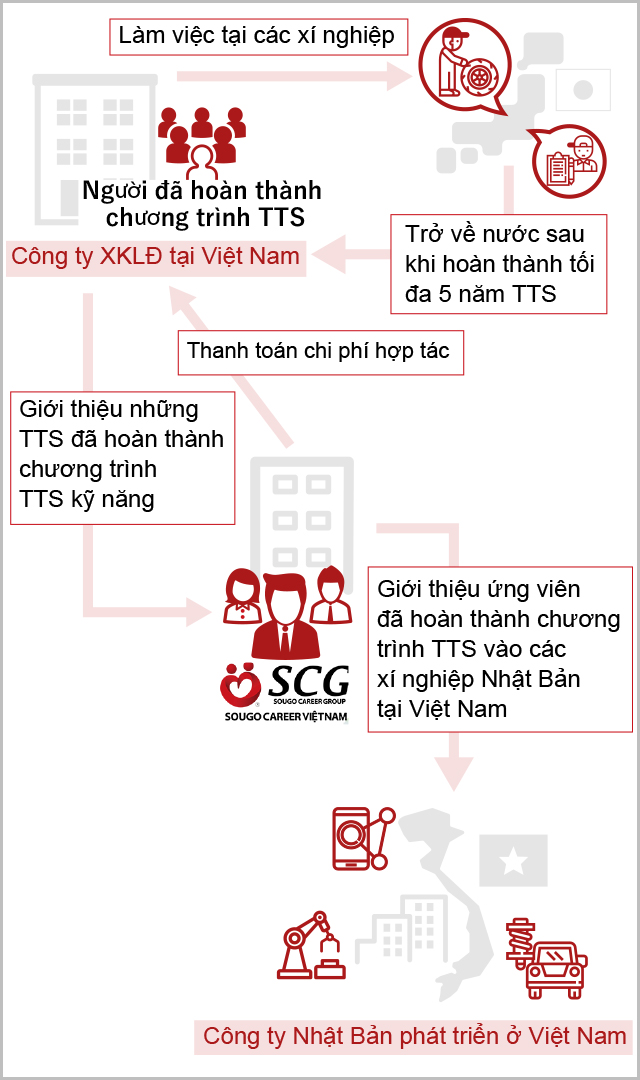 Làm việc tại các xí nghiệp
Người đã hoàn thành
chương trình TTS
Công ty XKLĐ tại Việt Nam
Trở về nước sau
khi hoàn thành tối
đa 5 năm TTS
Thanh toán chi phí hợp tác
Giới thiệu những
TTS đã hoàn thành
chương trình
TTS kỹ năng
SCG
SOUGO CAREER GROUP
SOUGO CAREER VIỆT NAM
Giới thiệu ứng viên
đã hoàn thành chương
trình TTS vào các
xí nghiệp Nhật Bản
tại Việt Nam
Công ty Nhật Bản phát triển ở Việt Nam